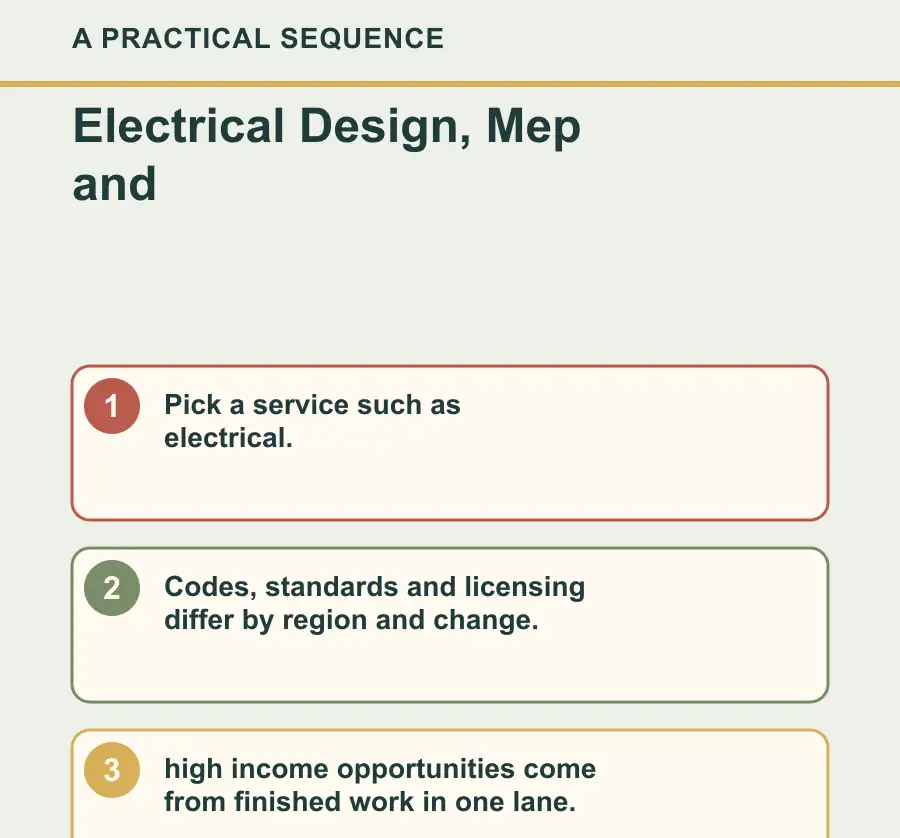 A PRACTICAL SEQUENCE
Electrical Design, Mep
and
1
Pick a service such as
electrical.
2
Codes, standards and licensing
differ by region and change.
3
high income opportunities come
from finished work in one lane.